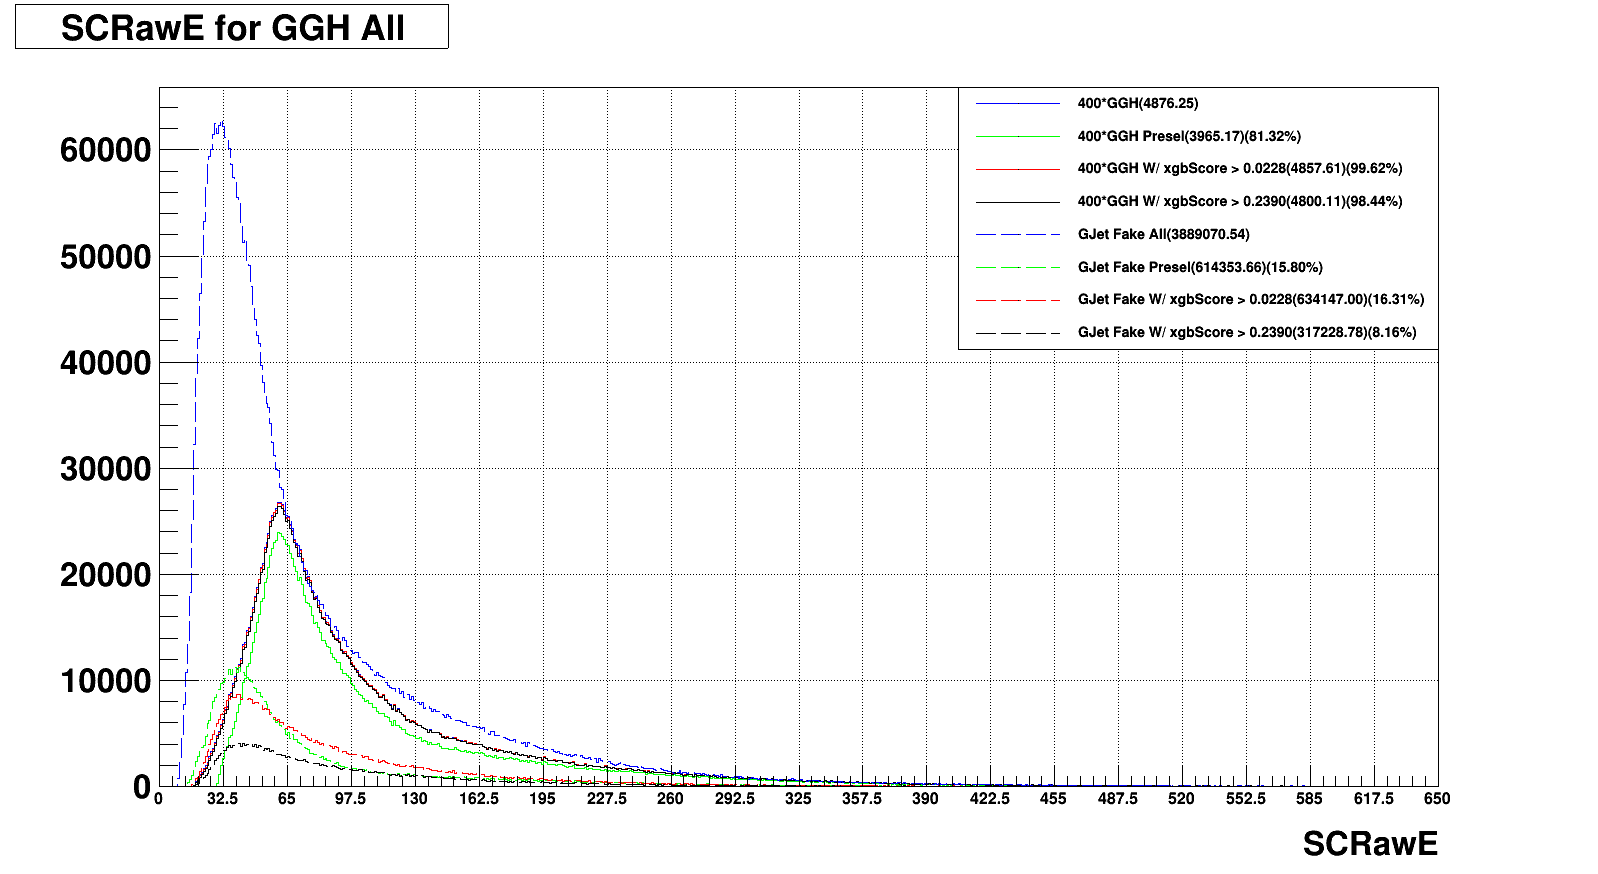 SCRawE for GGH All
400*GGH(4876.25)
400*GGH Presel(3965.17)(81.32%)
400*GGH W/ xgbScore > 0.0228(4857.61)(99.62%)
400*GGH W/ xgbScore > 0.2390(4800.11)(98.44%)
GJet Fake All(3889070.54)
GJet Fake Presel(614353.66)(15.80%)
GJet Fake W/ xgbScore > 0.0228(634147.00)(16.31%)
GJet Fake W/ xgbScore > 0.2390(317228.78)(8.16%)
60000
50000
40000
30000
20000
10000
0
0 32.5 65 97.5 130 162.5 195 227.5 260 292.5 325 357.5 390 422.5 455 487.5 520 552.5 585 617.5 650
SCRawE